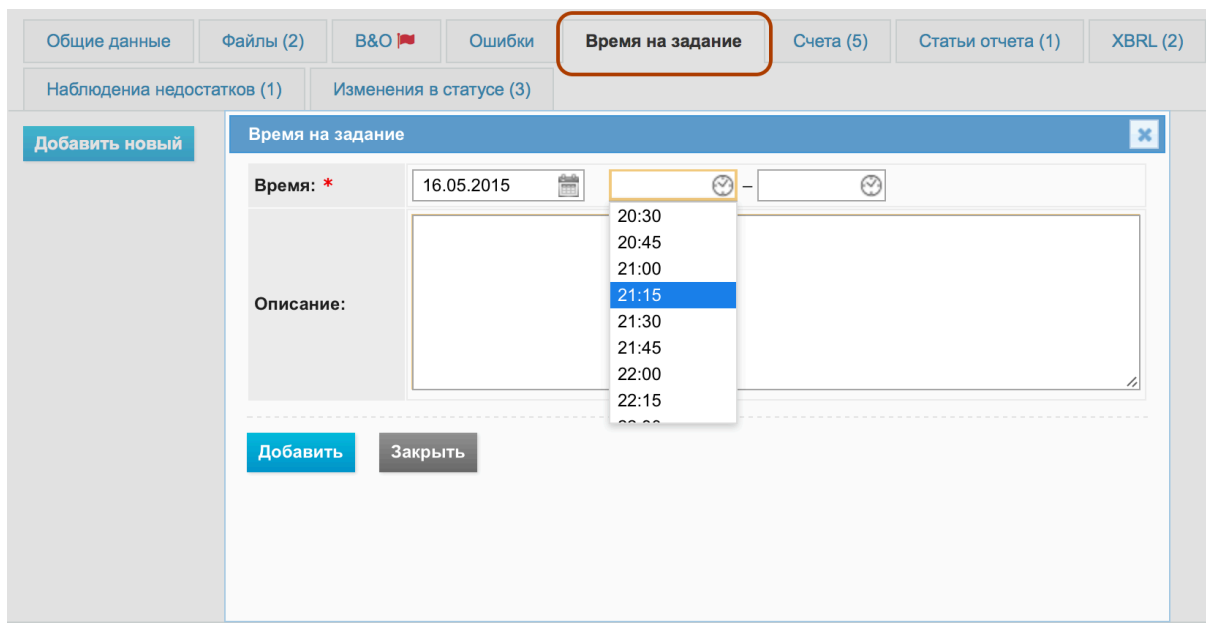 Общие данные Файлы (2) B&O Ошибки Время на задание Счета (5) Статьи отчета (1) XBRL (2)
Наблюдениа недостатков (1) Изменения в статусе (3)
Добавить новый
Время на задание
Время: * 16.05.2015 –
20:30
20:45
21:00
21:15
Описание:
21:30
21:45
22:00
22:15
Добавить Закрыть